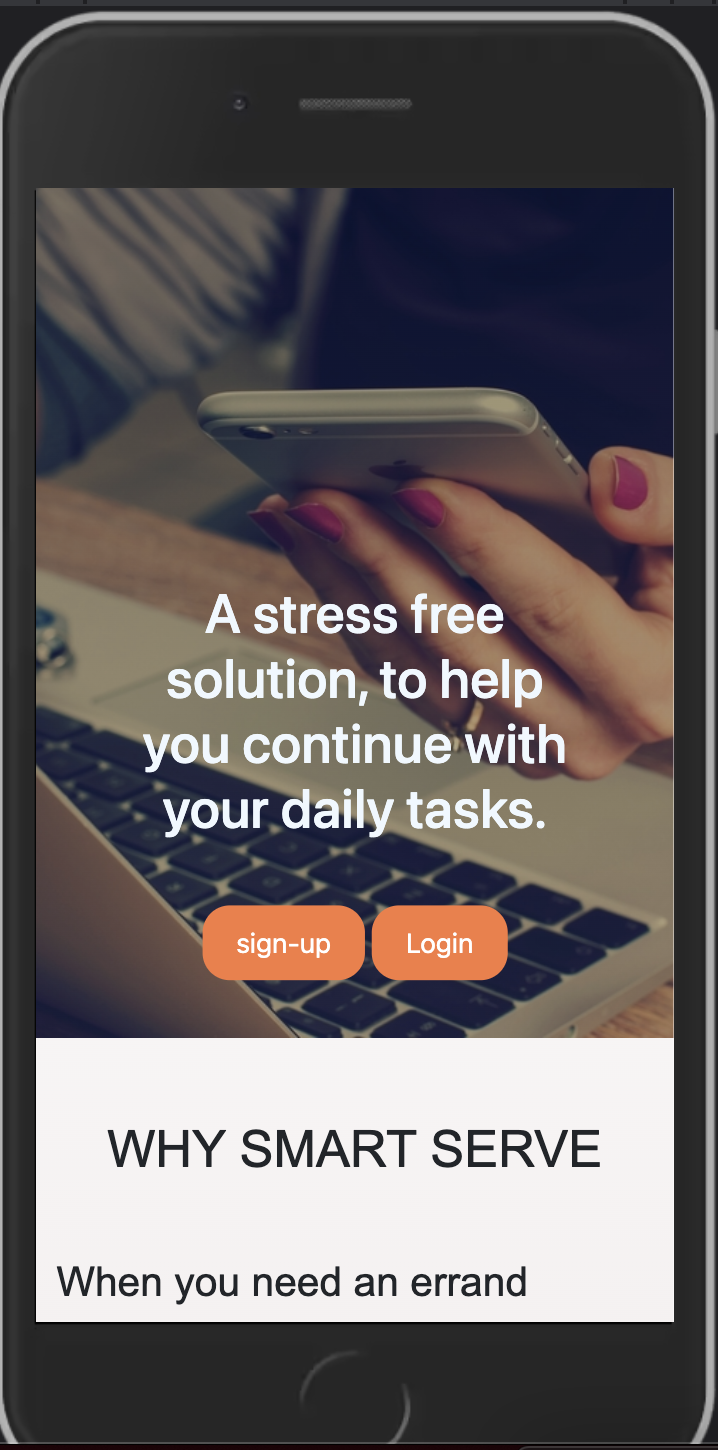 A stress free
solution, to help
you continue with
your daily tasks.
sign-up Login
WHY SMART SERVE
When you need an errand